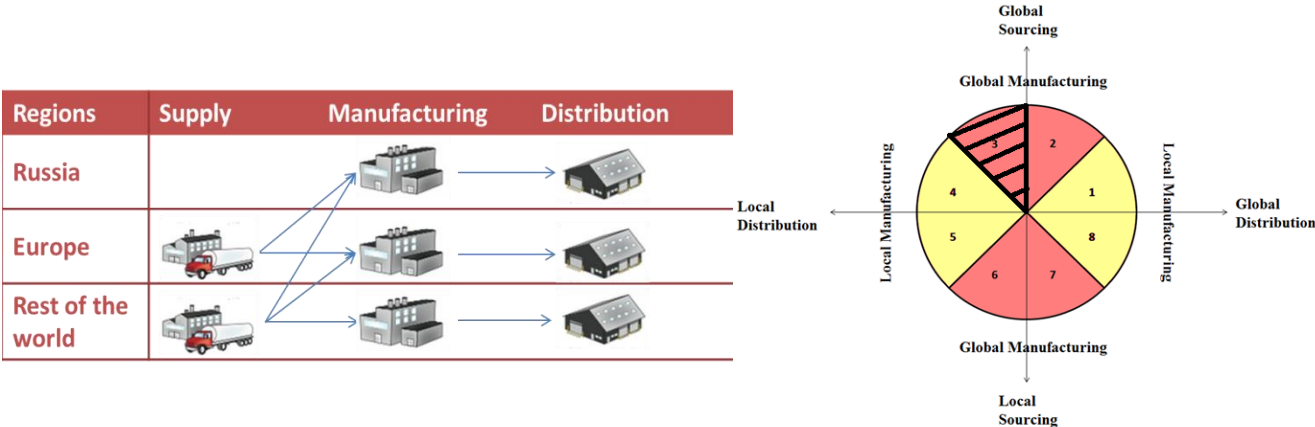 Regions Supply Manufacturing Distribution
Russia
Europe
Rest of the
world
Global
Sourcing
Global Manufacturing
3 2
4 1
Local Manufacturing
Local Manufacturing
Local
Distribution
Global
Distribution
5 8
6 7
Global Manufacturing
Local
Sourcing